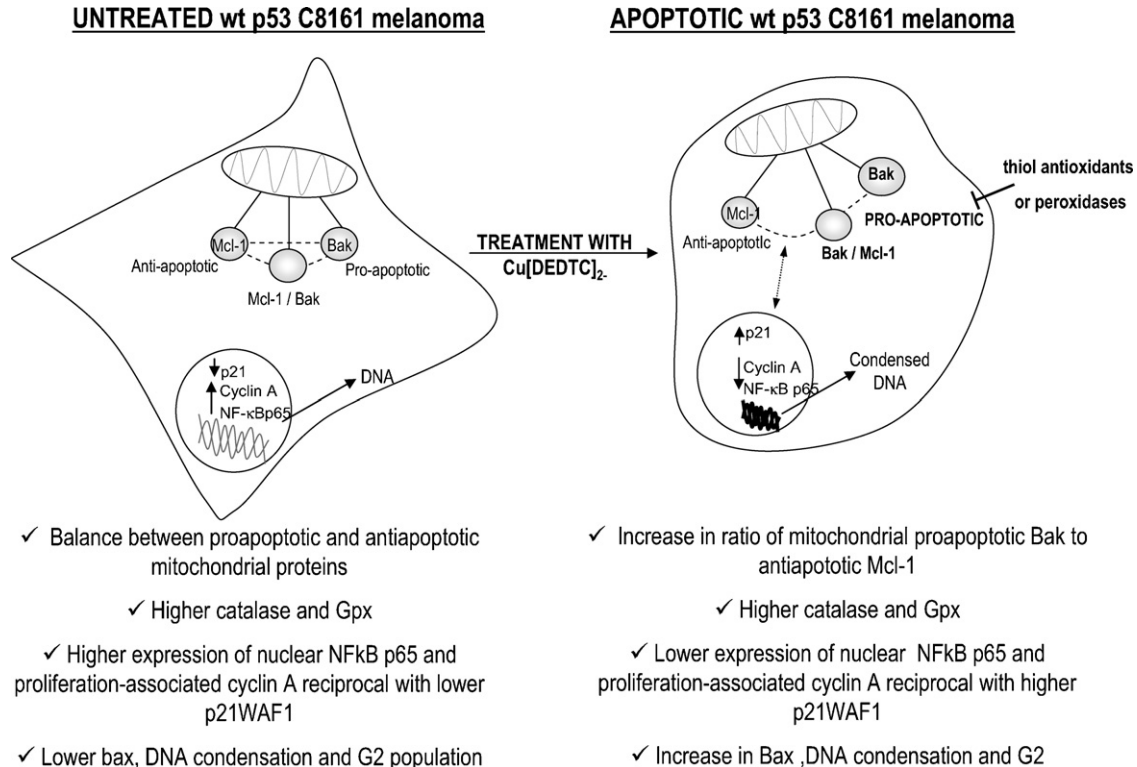 UNTREATED wt p53 C8161 melanoma
Mcl-1
Bak
Anti-apoptotic
Pro-apoptotic
Mcl-1 / Bak
p21
Cyclin A
NF-κBp65
DNA
TREATMENT WITH
Cu[DEDTC]2-
APOPTOTIC wt p53 C8161 melanoma
Bak
thiol antioxidants
or peroxidases
Mcl-1
PRO-APOPTOTIC
Anti-apoptotic
Bak / Mcl-1
p21
Cyclin A
NF-κB p65
Condensed
DNA
✓ Balance between proapoptotic and antiapoptotic
mitochondrial proteins
✓ Higher catalase and Gpx
✓ Higher expression of nuclear NFkB p65 and
proliferation-associated cyclin A reciprocal with lower
p21WAF1
✓ Lower bax, DNA condensation and G2 population
✓ Increase in ratio of mitochondrial proapoptotic Bak to
antiapototic Mcl-1
✓ Higher catalase and Gpx
✓ Lower expression of nuclear NFkB p65 and
proliferation-associated cyclin A reciprocal with higher
p21WAF1
✓ Increase in Bax ,DNA condensation and G2